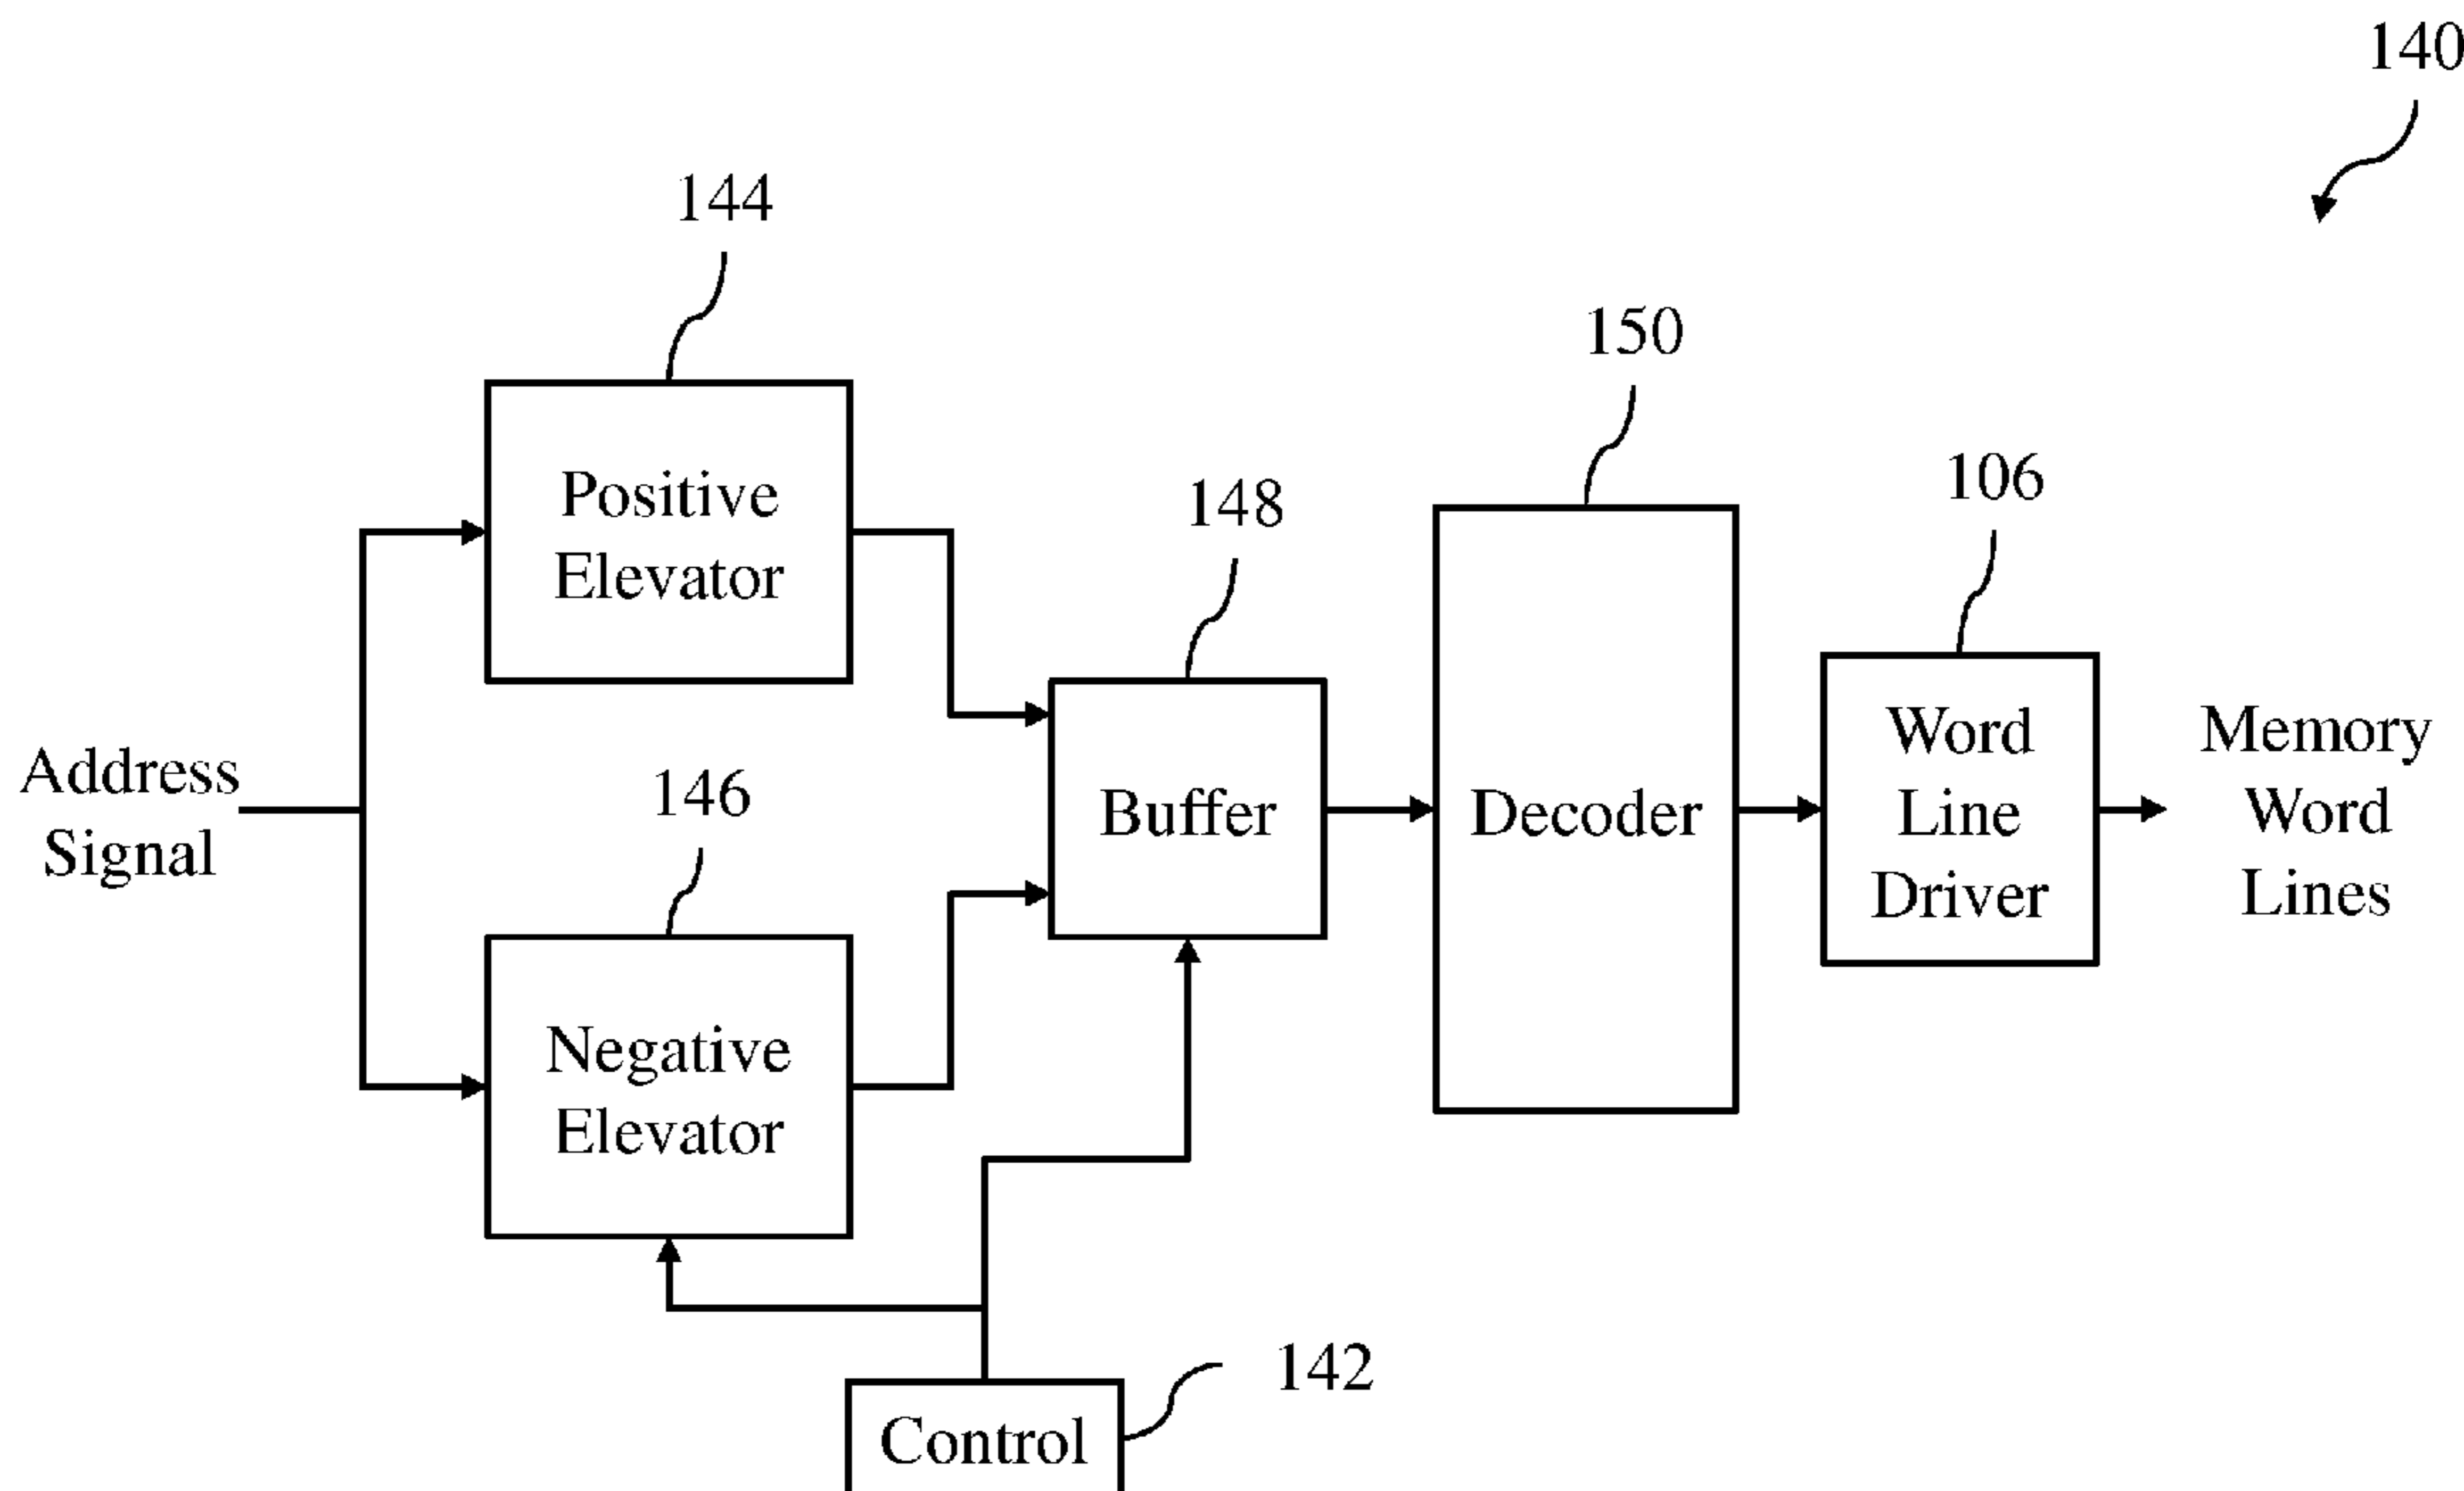 140
144
Positive
Elevator
150
148
106
Address
Signal
146
Buffer
Decoder
Word
Line
Driver
Memory
Word
Lines
Negative
Elevator
142
Control